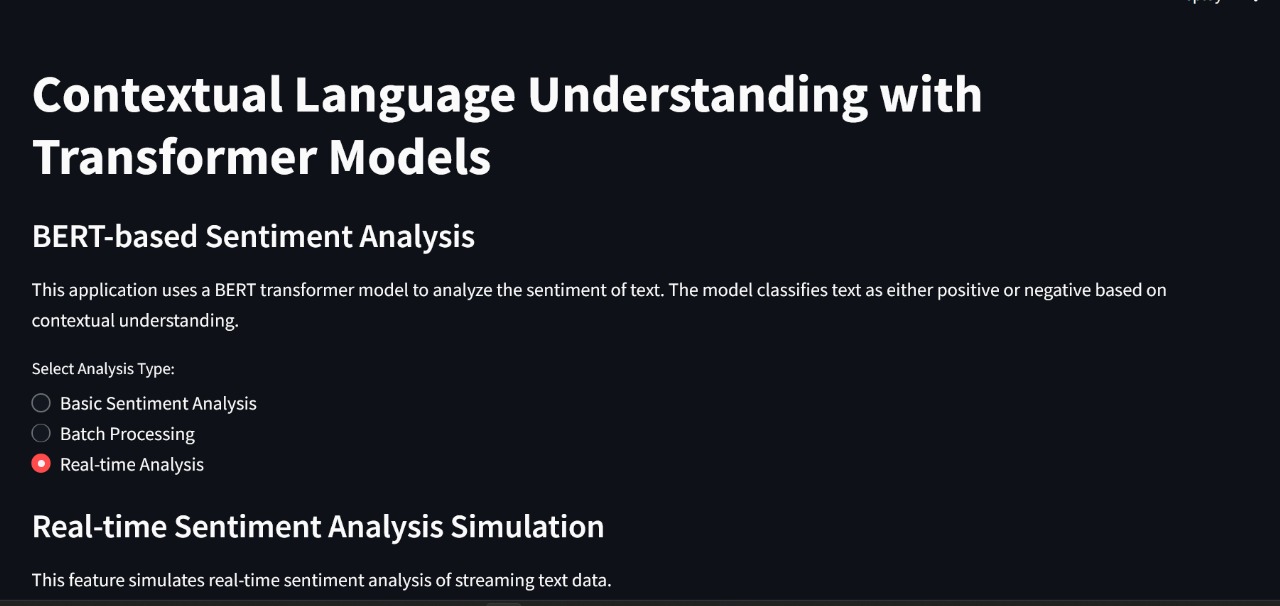 Contextual Language Understanding with
Transformer Models
BERT-based Sentiment Analysis
This application uses a BERT transformer model to analyze the sentiment of text. The model classifies text as either positive or negative based on
contextual understanding.
Select Analysis Type:
Basic Sentiment Analysis
Batch Processing
Real-time Analysis
Real-time Sentiment Analysis Simulation
This feature simulates real-time sentiment analysis of streaming text data.